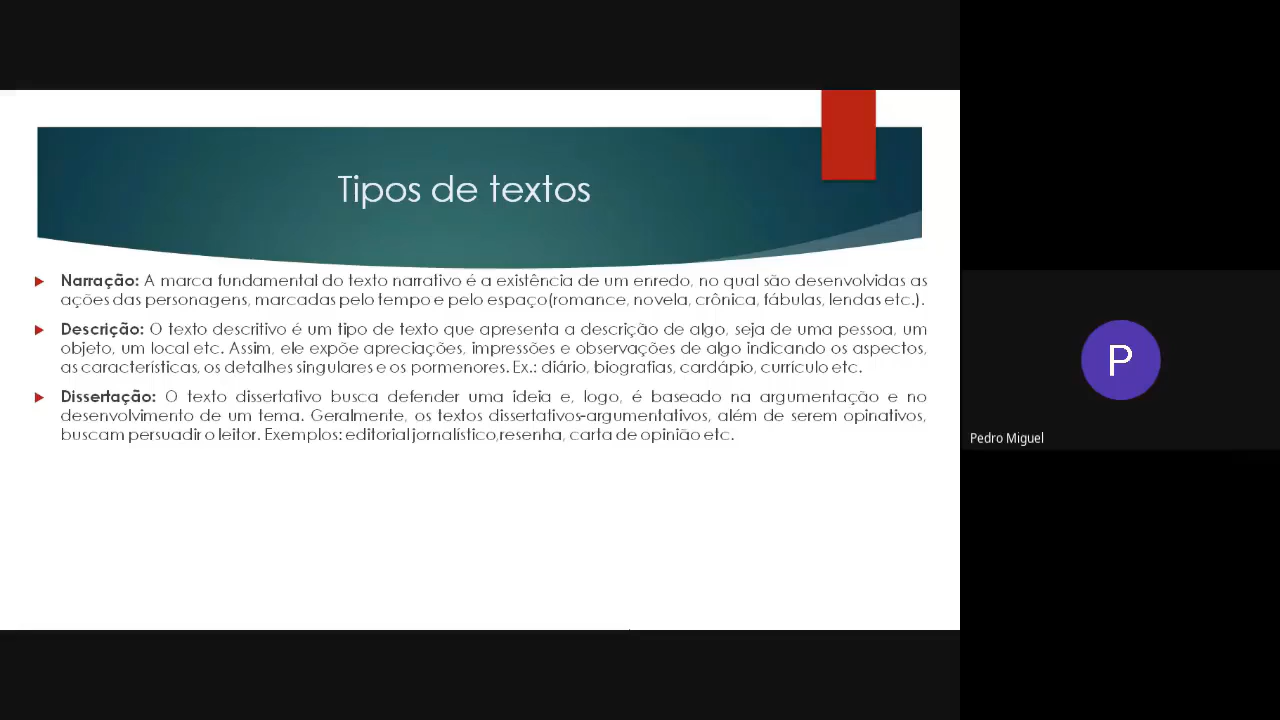 Tipos de textos
Narração: A marca fundamental do texto narrativo é a existência de um enredo, no qual são desenvolvidas as
ações das personagens, marcadas pelo tempo e pelo espaço(romance, novela, crônica, fábulas, lendas etc.).
Descrição: O texto descritivo é um tipo de texto que apresenta a descrição de algo, seja de uma pessoa, um
objeto, um local etc. Assim, ele expõe apreciações, impressões e observações de algo indicando os aspectos,
as características, os detalhes singulares e os pormenores. Ex.: diário, biografias, cardápio, currículo etc.
Dissertação: O texto dissertativo busca defender uma ideia e, logo, é baseado na argumentação e no
desenvolvimento de um tema. Geralmente, os textos dissertativos-argumentativos, além de serem opinativos,
buscam persuadir o leitor. Exemplos: editorial jornalístico,resenha, carta de opinião etc.
P
Pedro Miguel